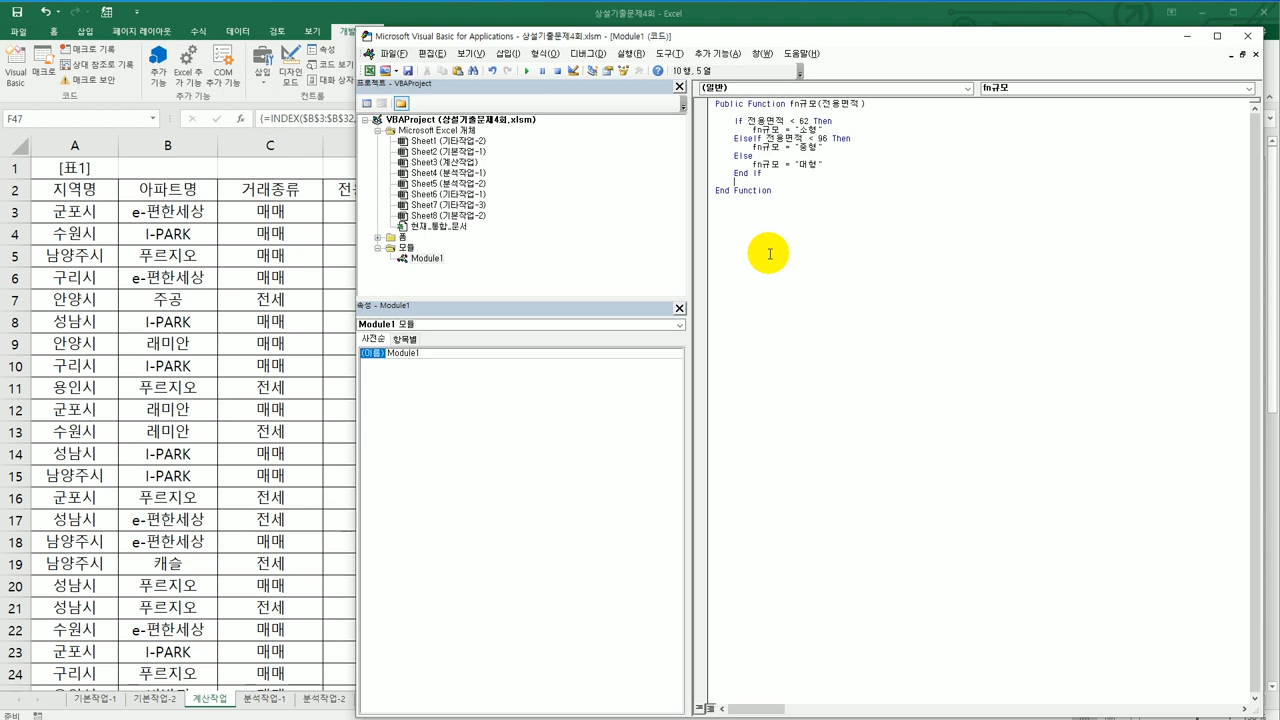 상설기출문제4회 - Excel
파일 홈 삽입 페이지 레이아웃 수식 데이터 검토 보기 개발
Visual Basic
매크로
매크로 기록
상대 참조로 기록
매크로 보안
코드
추가 기능
Excel 추가 기능
COM 추가 기능
추가 기능
삽입
디자인 모드
속성
코드 보기
대화 상자
컨트롤
F47
{=INDEX($B$3:$B$32,
A B C
1 [표1]
2 지역명 아파트명 거래종류
3 군포시 e-편한세상 매매
4 수원시 I-PARK 매매
5 남양주시 푸르지오 매매
6 구리시 e-편한세상 매매
7 안양시 주공 전세
8 성남시 I-PARK 매매
9 안양시 래미안 매매
10 구리시 I-PARK 매매
11 용인시 푸르지오 전세
12 군포시 래미안 매매
13 수원시 레미안 전세
14 성남시 I-PARK 매매
15 남양주시 I-PARK 매매
16 군포시 푸르지오 전세
17 성남시 e-편한세상 전세
18 남양주시 e-편한세상 매매
19 남양주시 캐슬 전세
20 성남시 푸르지오 매매
21 성남시 푸르지오 전세
22 수원시 e-편한세상 매매
23 군포시 I-PARK 매매
24 구리시 푸르지오 매매
기본작업-1 기본작업-2 계산작업 분석작업-1 분석작업-2
준비
Microsoft Visual Basic for Applications - 상설기출문제4회.xlsm - [Module1 (코드)]
파일(F) 편집(E) 보기(V) 삽입(I) 형식(O) 디버그(D) 실행(R) 도구(T) 추가 기능(A) 창(W) 도움말(H)
10 행, 5 열
프로젝트 - VBAProject
VBAProject (상설기출문제4회.xlsm)
Microsoft Excel 개체
Sheet1 (기타작업-2)
Sheet2 (기본작업-1)
Sheet3 (계산작업)
Sheet4 (분석작업-1)
Sheet5 (분석작업-2)
Sheet6 (기타작업-1)
Sheet7 (기타작업-3)
Sheet8 (기본작업-2)
현재_통합_문서
폼
모듈
Module1
속성 - Module1
Module1 모듈
사전순 항목별
(이름) Module1
(일반) fn규모
Public Function fn규모(전용면적)
If 전용면적 < 62 Then
fn규모 = "소형"
ElseIf 전용면적 < 96 Then
fn규모 = "중형"
Else
fn규모 = "대형"
End If
End Function